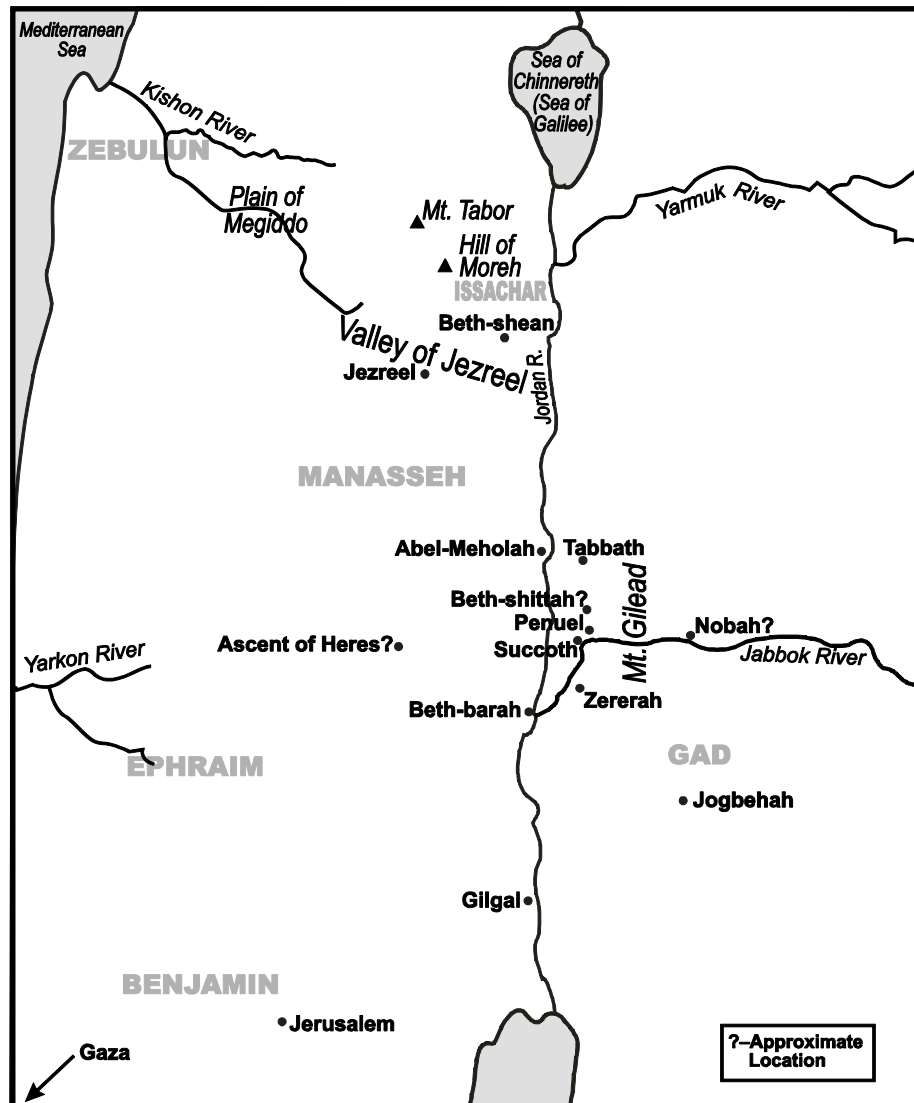 Mediterranean
Sea
Sea of
Chinnereth
(Sea of
Galilee)
Kishon River
ZEBULUN
Plain of
Megiddo
Mt. Tabor
Yarmuk River
Hill of
Moreh
ISSACHAR
Beth-shean
Valley of Jezreel
Jezreel
Jordan R.
MANASSEH
Abel-Meholah
Tabbath
Mt. Gilead
Beth-shittah?
Penuel
Nobah?
Ascent of Heres?
Succoth
Jabbok River
Yarkon River
Zererah
Beth-barah
EPHRAIM
GAD
Jogbehah
Gilgal
BENJAMIN
Jerusalem
Gaza
?–Approximate
Location